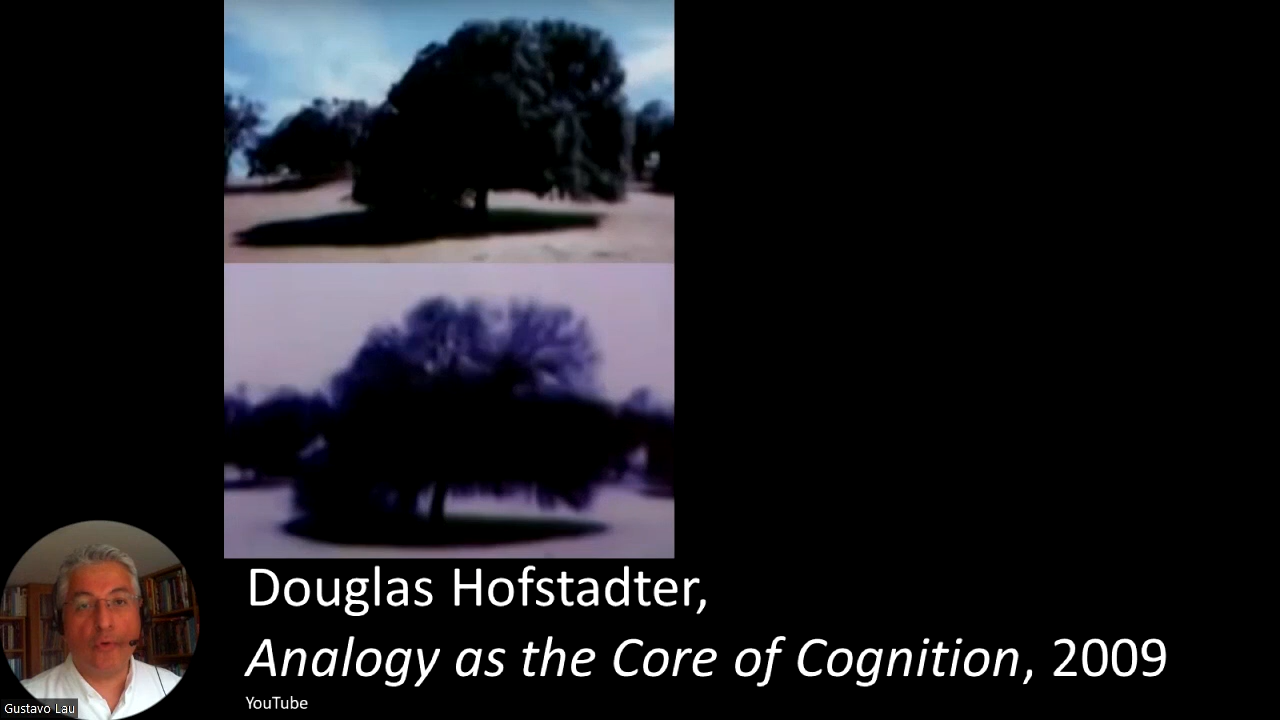 Douglas Hofstadter,
Analogy as the Core of Cognition, 2009
YouTube
Gustavo Lau